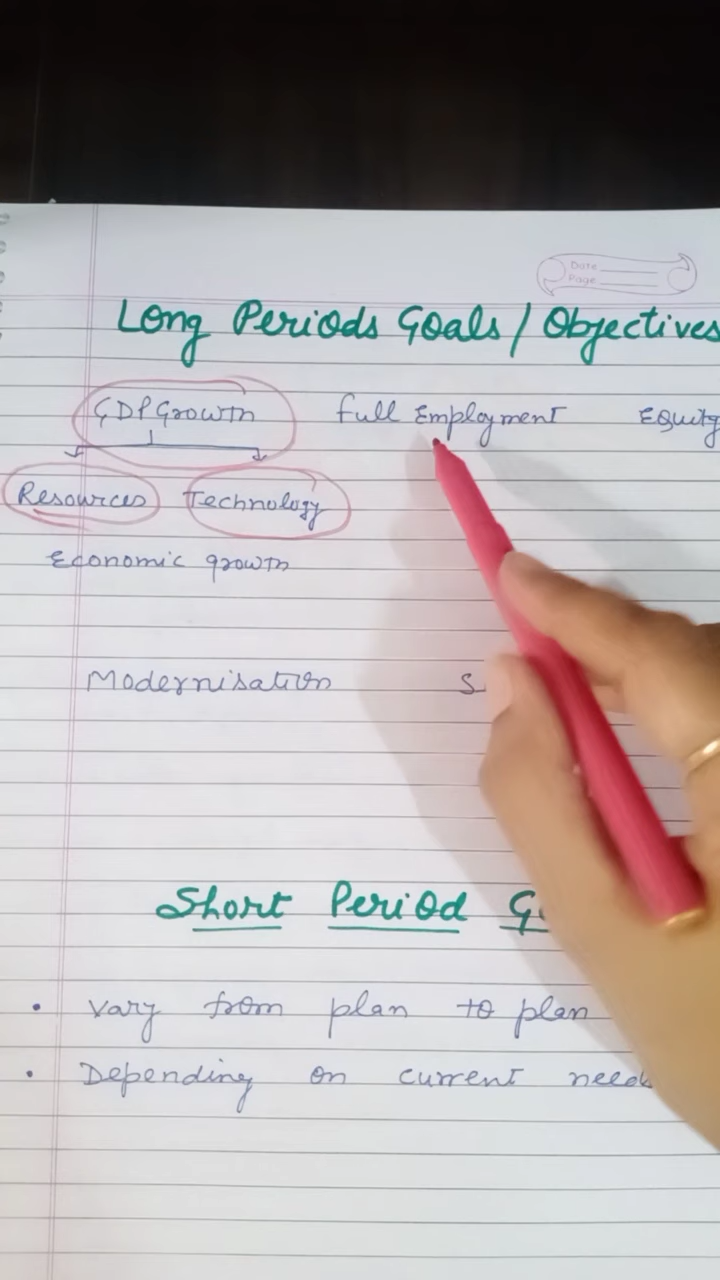 Date
Page
Long Periods Goals / Objectives
GDP Growth Full Employment Equity
Resources Technology
Economic growth
Modernisation S
Short Period G
• Vary from plan to plan
• Depending on current need